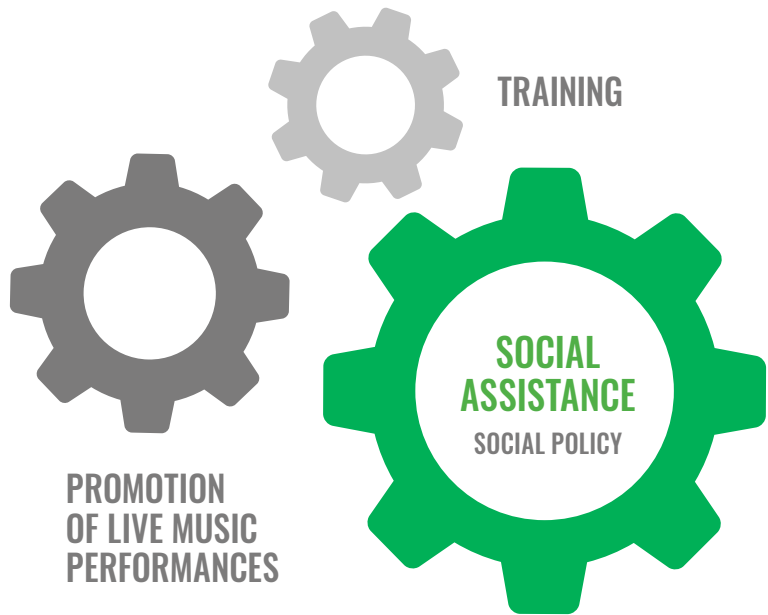 TRAINING
SOCIAL
ASSISTANCE
SOCIAL POLICY
PROMOTION
OF LIVE MUSIC
PERFORMANCES